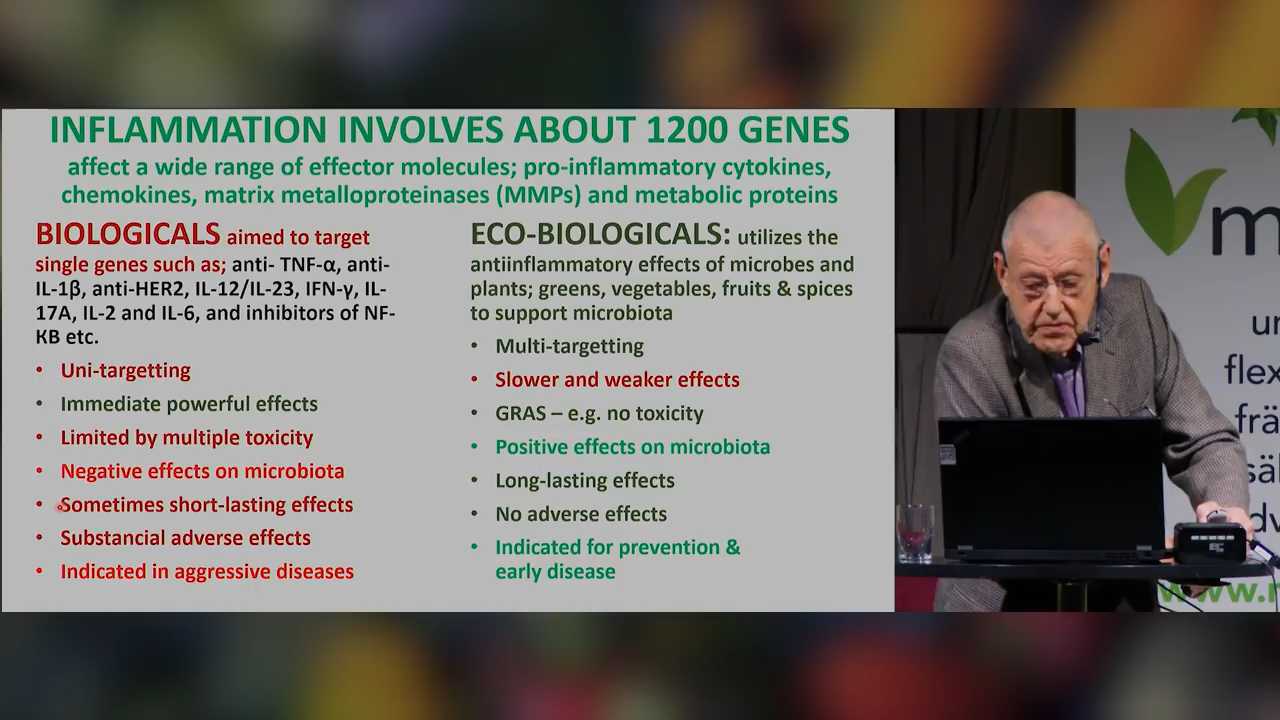 INFLAMMATION INVOLVES ABOUT 1200 GENES
affect a wide range of effector molecules; pro-inflammatory cytokines,
chemokines, matrix metalloproteinases (MMPs) and metabolic proteins
BIOLOGICALS aimed to target
single genes such as; anti- TNF-α, anti-
IL-1β, anti-HER2, IL-12/IL-23, IFN-γ, IL-
17A, IL-2 and IL-6, and inhibitors of NF-
KB etc.
• Uni-targetting
• Immediate powerful effects
• Limited by multiple toxicity
• Negative effects on microbiota
• Sometimes short-lasting effects
• Substancial adverse effects
• Indicated in aggressive diseases
ECO-BIOLOGICALS: utilizes the
antiinflammatory effects of microbes and
plants; greens, vegetables, fruits & spices
to support microbiota
• Multi-targetting
• Slower and weaker effects
• GRAS – e.g. no toxicity
• Positive effects on microbiota
• Long-lasting effects
• No adverse effects
• Indicated for prevention &
early disease
m
un
flex
frä
säl
dv
www.m